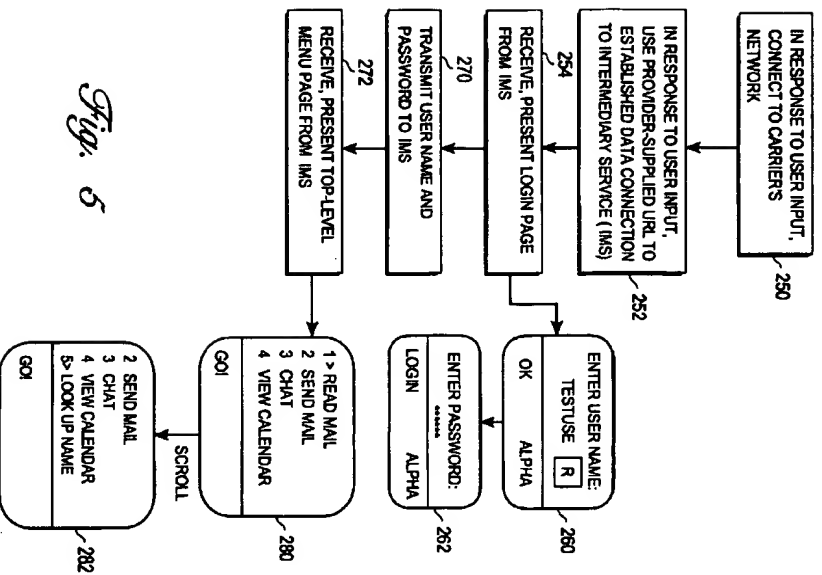 IN RESPONSE TO USER INPUT,
CONNECT TO CARRIER'S
NETWORK
250
IN RESPONSE TO USER INPUT,
USE PROVIDER-SUPPLIED URL TO
ESTABLISHED DATA CONNECTION
TO INTERMEDIARY SERVICE (IMS)
252
254
RECEIVE, PRESENT LOGIN PAGE
FROM IMS
270
TRANSMIT USER NAME AND
PASSWORD TO IMS
272
RECEIVE, PRESENT TOP-LEVEL
MENU PAGE FROM IMS
ENTER USER NAME:
TESTUSE R
OK ALPHA
260
ENTER PASSWORD:
******
LOGIN ALPHA
262
1 > READ MAIL
2 SEND MAIL
3 CHAT
4 VIEW CALENDAR
GO!
280
SCROLL
2 SEND MAIL
3 CHAT
4 VIEW CALENDAR
5> LOOK UP NAME
GO!
282
Fig. 5